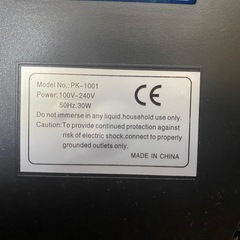 Model No.:PK-1001
Power:100V-240V
50Hz,30W
CE
Do not immerse in any liquid.household use only.
Caution:To provide continued protection against
risk of electric shock.connect to properly
grounded outlets only.
MADE IN CHINA